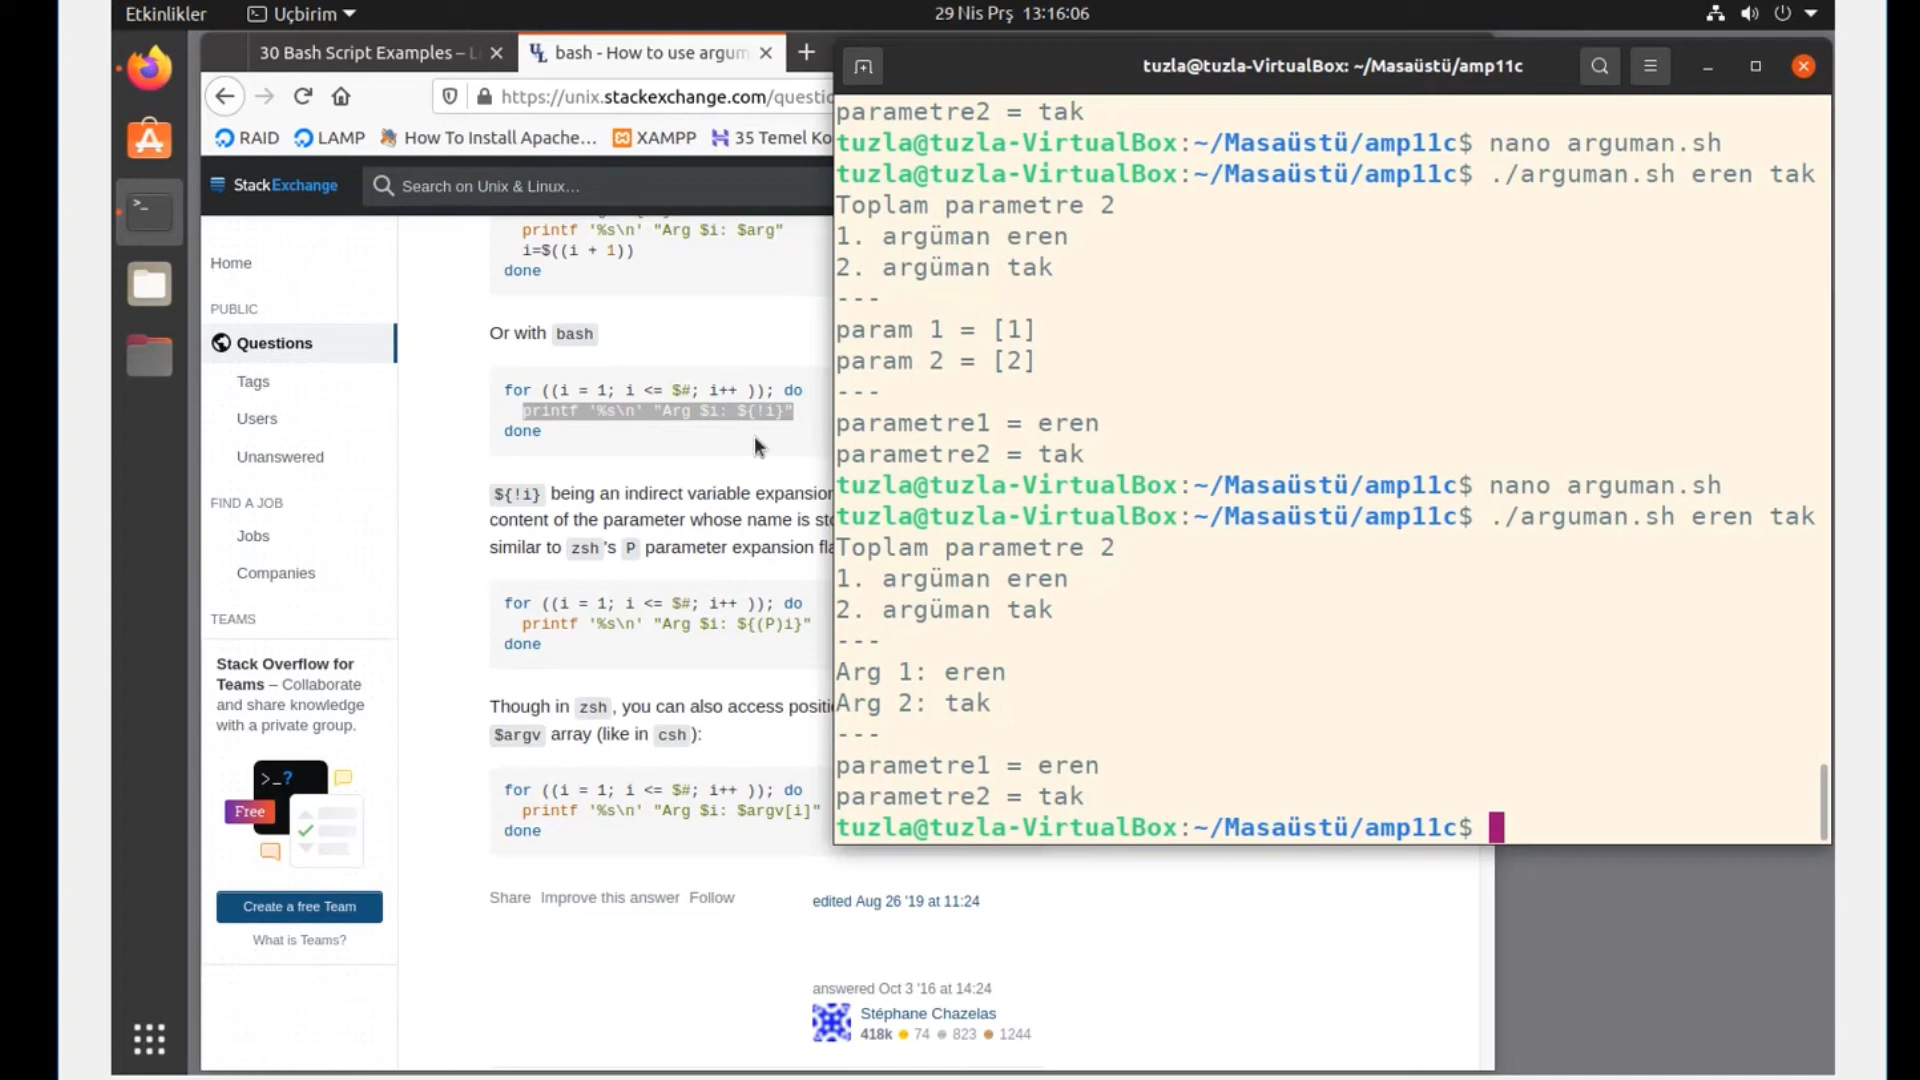 Etkinlikler
Uçbirim
29 Nis Prş 13:16:06
30 Bash Script Examples – L
bash - How to use argum
https://unix.stackexchange.com/questio
RAID
LAMP
How To Install Apache...
XAMPP
35 Temel Ko
StackExchange
Search on Unix & Linux...
Home
PUBLIC
Questions
Tags
Users
Unanswered
FIND A JOB
Jobs
Companies
TEAMS
Stack Overflow for
Teams – Collaborate
and share knowledge
with a private group.
>_?
Free
Create a free Team
What is Teams?
printf '%s\n' "Arg $i: $arg"
i=$((i + 1))
done
Or with bash
for ((i = 1; i <= $#; i++ )); do
printf '%s\n' "Arg $i: ${!i}"
done
${!i} being an indirect variable expansion
content of the parameter whose name is sto
similar to zsh's P parameter expansion fla
for ((i = 1; i <= $#; i++ )); do
printf '%s\n' "Arg $i: ${(P)i}"
done
Though in zsh, you can also access positi
$argv array (like in csh):
for ((i = 1; i <= $#; i++ )); do
printf '%s\n' "Arg $i: $argv[i]"
done
Share Improve this answer Follow
edited Aug 26 '19 at 11:24
answered Oct 3 '16 at 14:24
Stéphane Chazelas
418k 74 823 1244
tuzla@tuzla-VirtualBox: ~/Masaüstü/amp11c
parametre2 = tak
tuzla@tuzla-VirtualBox:~/Masaüstü/amp11c$ nano arguman.sh
tuzla@tuzla-VirtualBox:~/Masaüstü/amp11c$ ./arguman.sh eren tak
Toplam parametre 2
1. argüman eren
2. argüman tak
---
param 1 = [1]
param 2 = [2]
---
parametre1 = eren
parametre2 = tak
tuzla@tuzla-VirtualBox:~/Masaüstü/amp11c$ nano arguman.sh
tuzla@tuzla-VirtualBox:~/Masaüstü/amp11c$ ./arguman.sh eren tak
Toplam parametre 2
1. argüman eren
2. argüman tak
---
Arg 1: eren
Arg 2: tak
---
parametre1 = eren
parametre2 = tak
tuzla@tuzla-VirtualBox:~/Masaüstü/amp11c$